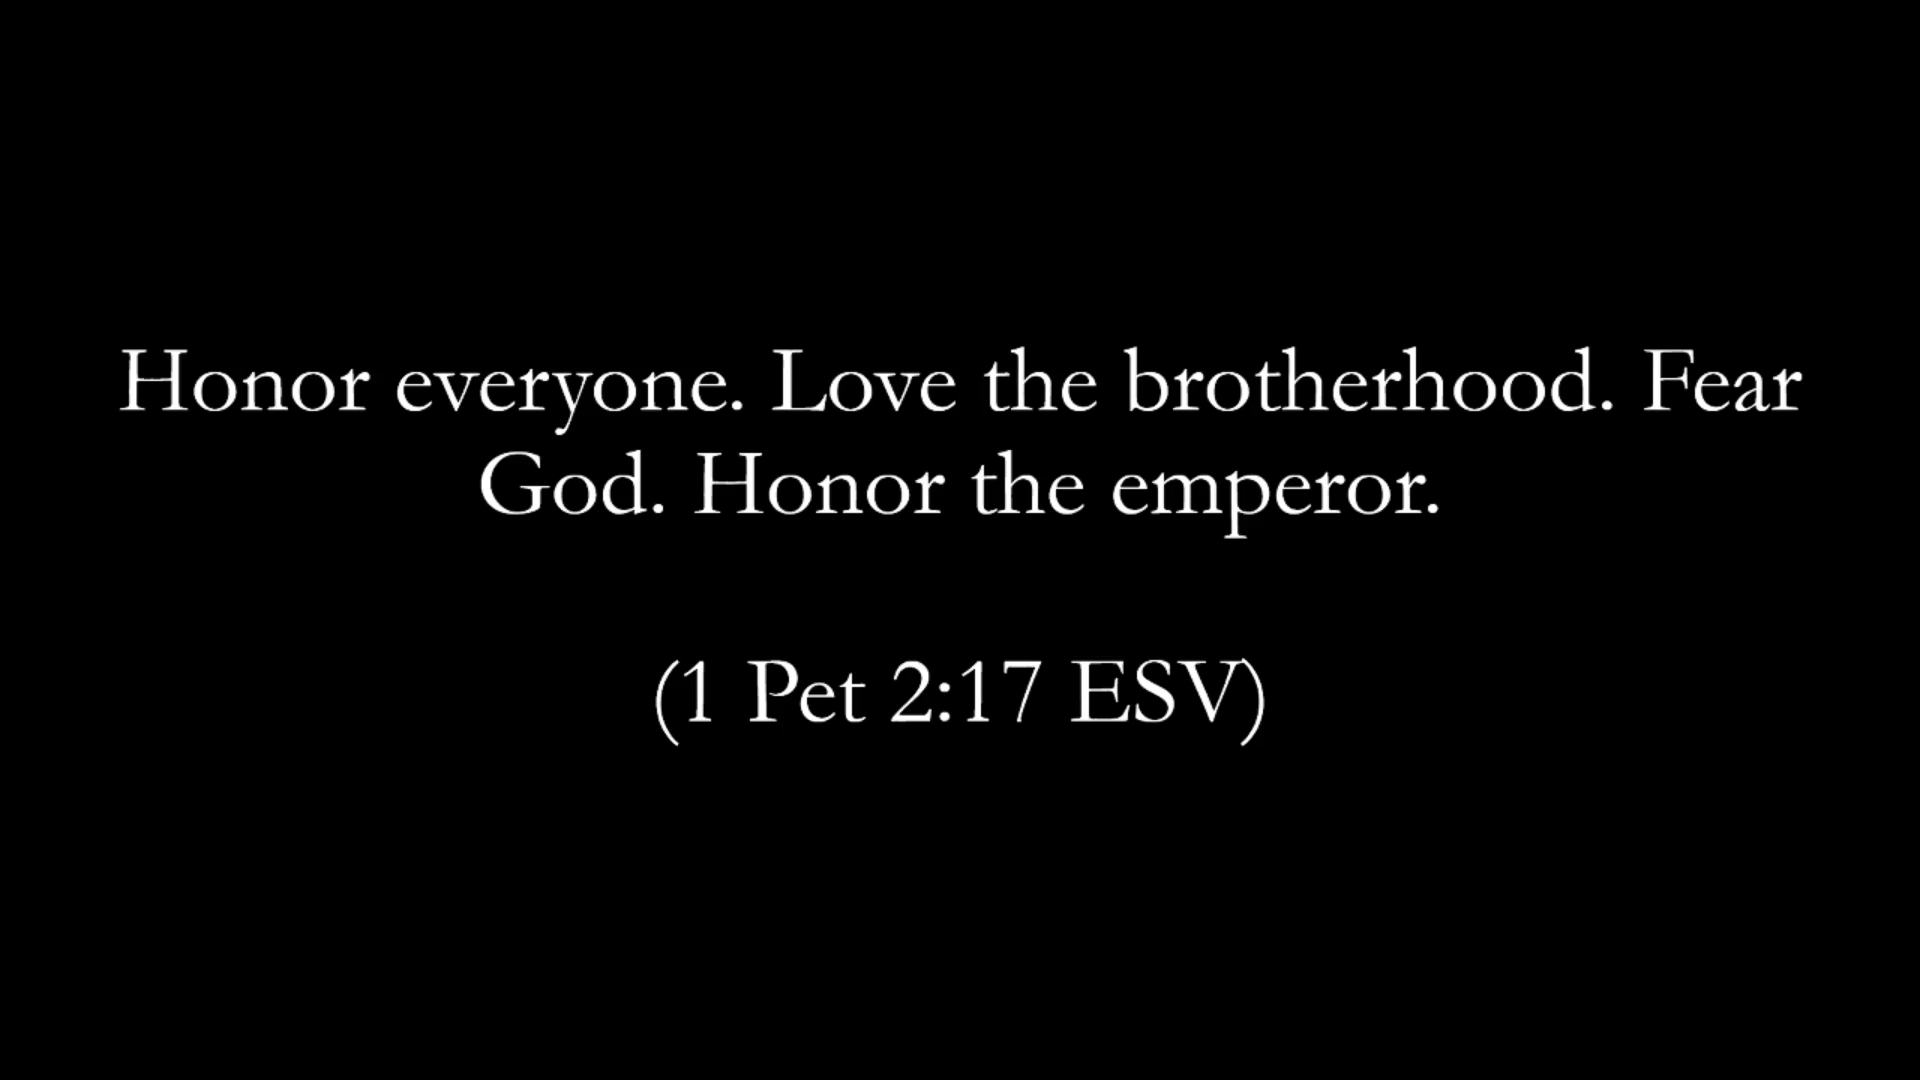 Honor everyone. Love the brotherhood. Fear
God. Honor the emperor.
(1 Pet 2:17 ESV)